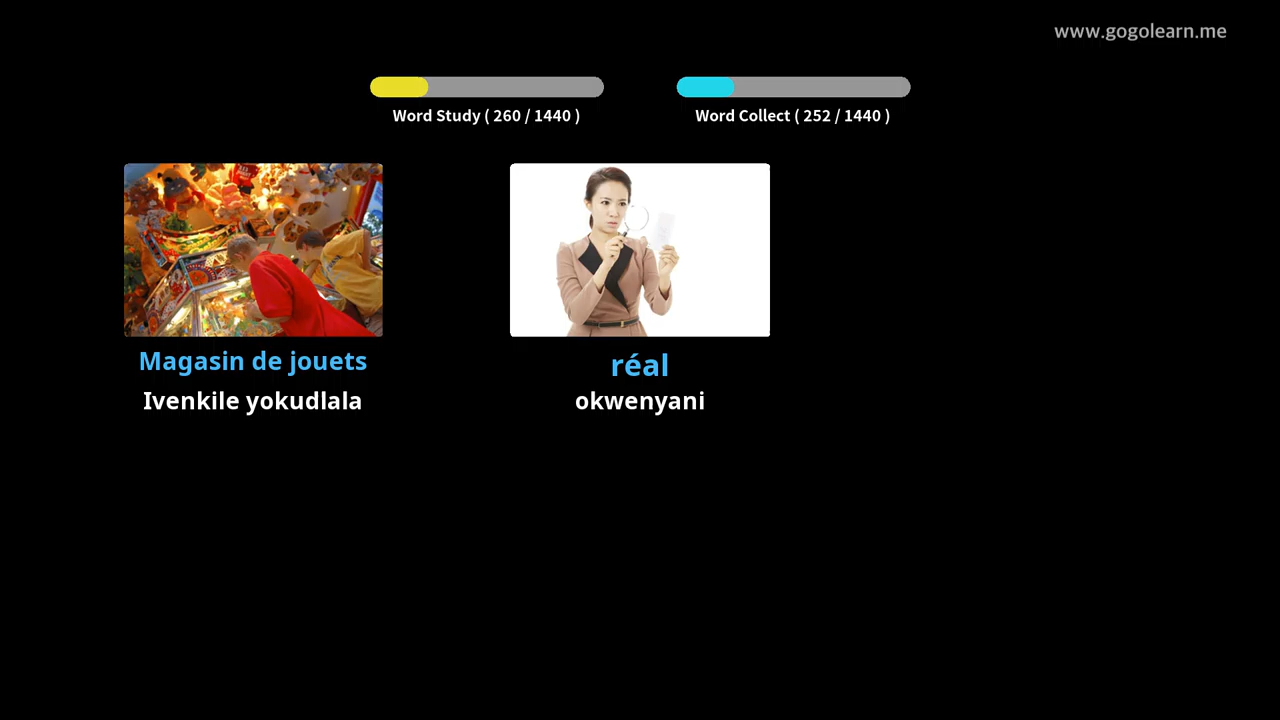 www.gogolearn.me
Word Study ( 260 / 1440 )
Word Collect ( 252 / 1440 )
Magasin de jouets
Ivenkile yokudlala
réal
okwenyani